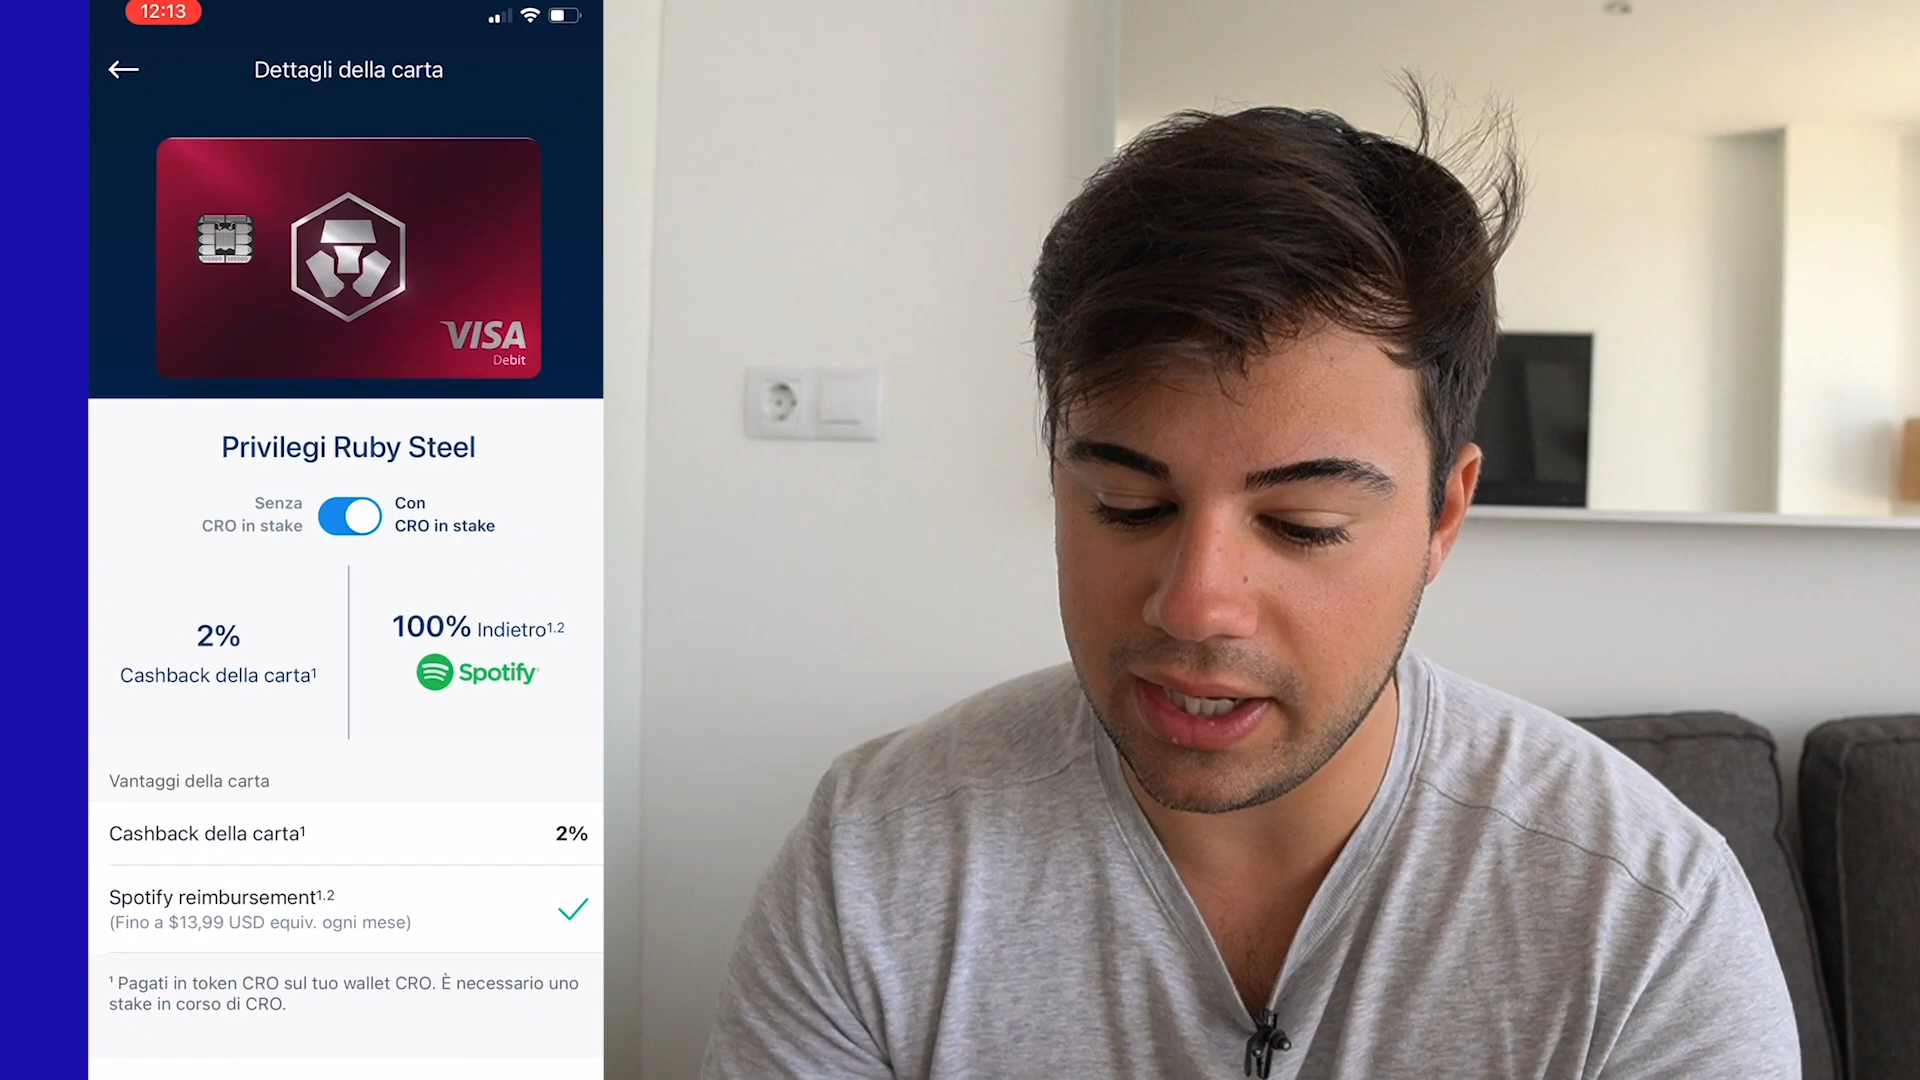 12:13
Dettagli della carta
VISA
Debit
Privilegi Ruby Steel
Senza
CRO in stake
Con
CRO in stake
2%
Cashback della carta¹
100% Indietro¹·²
Spotify
Vantaggi della carta
Cashback della carta¹
2%
Spotify reimbursement¹·²
(Fino a $13,99 USD equiv. ogni mese)
¹ Pagati in token CRO sul tuo wallet CRO. È necessario uno
stake in corso di CRO.